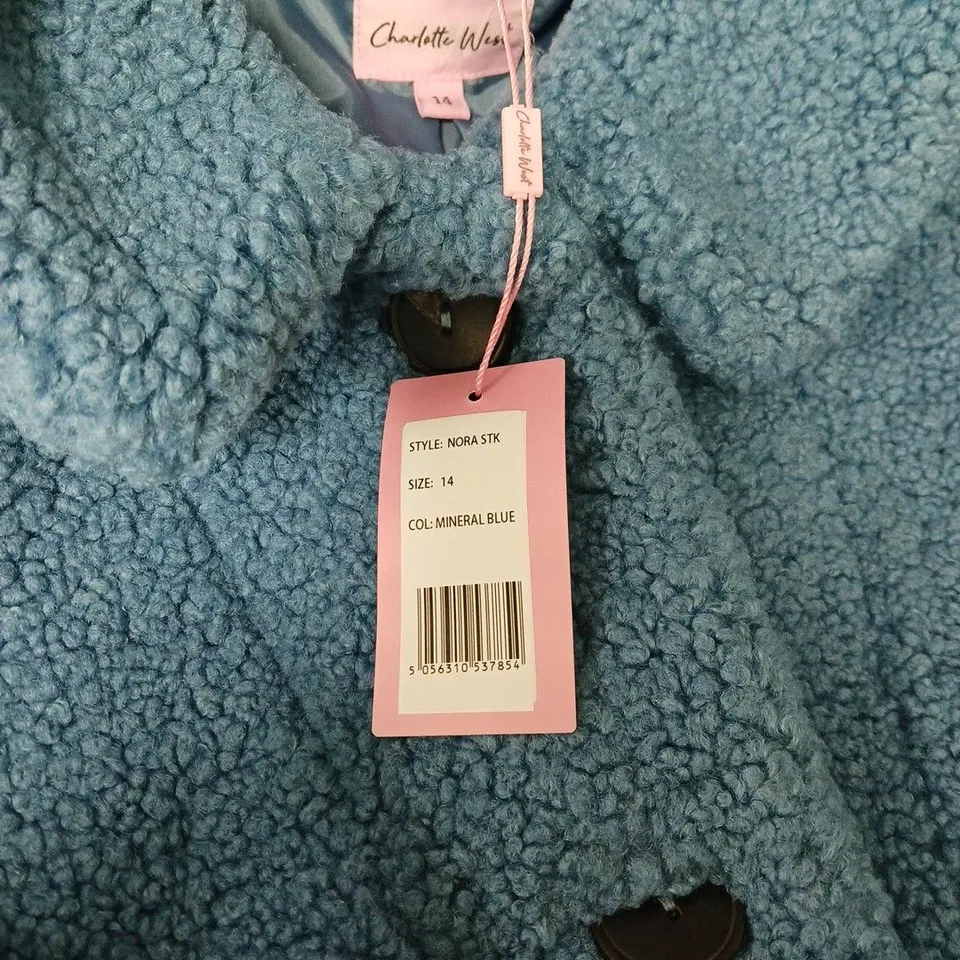 Charlotte West
14
Charlotte West
STYLE: NORA STK
SIZE: 14
COL: MINERAL BLUE
5 056310 537854